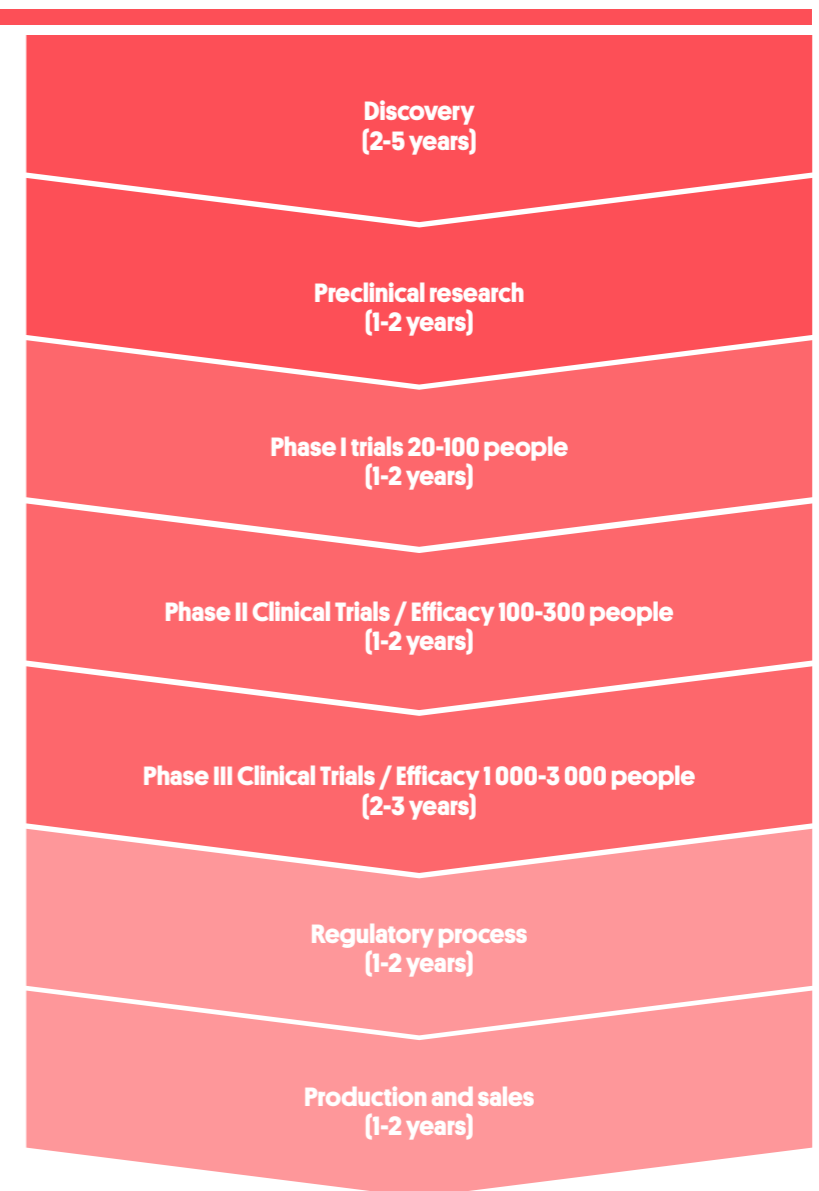 Discovery
(2-5 years)
Preclinical research
(1-2 years)
Phase I trials 20-100 people
(1-2 years)
Phase II Clinical Trials / Efficacy 100-300 people
(1-2 years)
Phase III Clinical Trials / Efficacy 1 000-3 000 people
(2-3 years)
Regulatory process
(1-2 years)
Production and sales
(1-2 years)